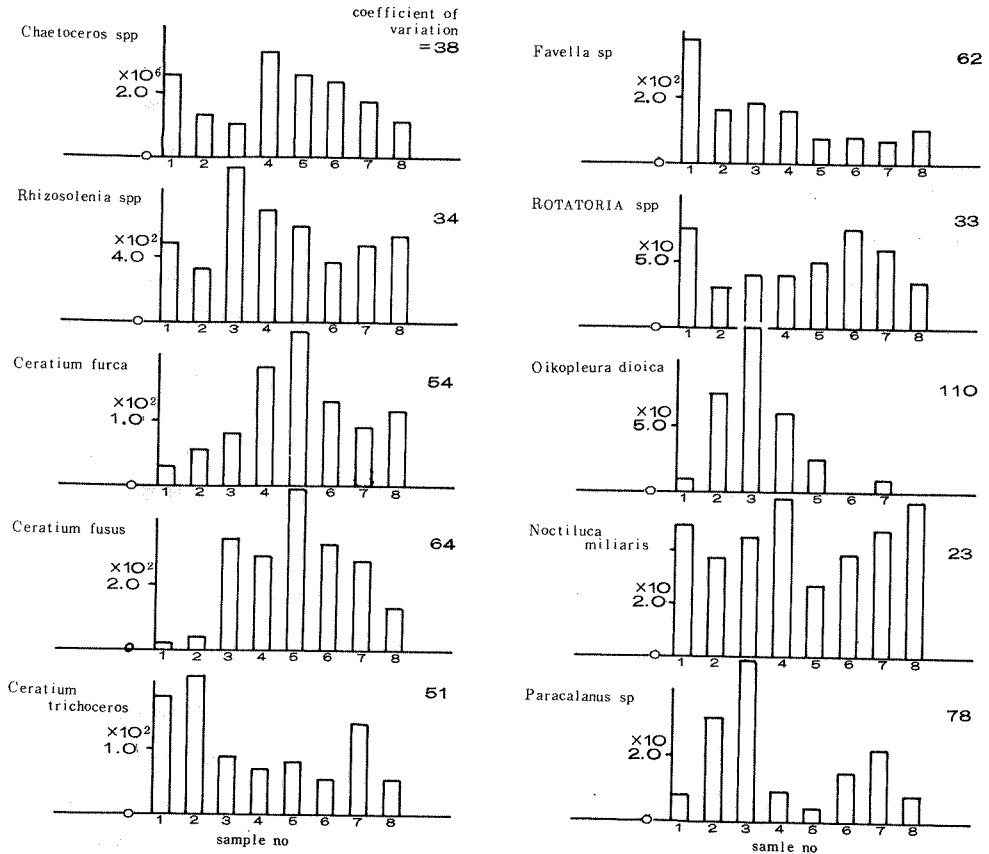 coefficient of
variation
=38
Chaetoceros spp
×10⁶
2.0
1 2 3 4 5 6 7 8
Rhizosolenia spp
34
×10²
4.0
1 2 3 4 5 6 7 8
Ceratium furca
54
×10²
1.0
1 2 3 4 5 6 7 8
Ceratium fusus
64
×10²
2.0
1 2 3 4 5 6 7 8
Ceratium
trichoceros
51
×10²
1.0
1 2 3 4 5 6 7 8
sample no
Favella sp
62
×10²
2.0
1 2 3 4 5 6 7 8
ROTATORIA spp
33
×10
5.0
1 2 4 5 6 7 8
Oikopleura dioica
110
×10
5.0
1 2 3 4 5 6 7
Noctiluca
miliaris
23
×10
2.0
1 2 3 4 5 6 7 8
Paracalanus sp
78
×10
2.0
1 2 3 4 5 6 7 8
samle no